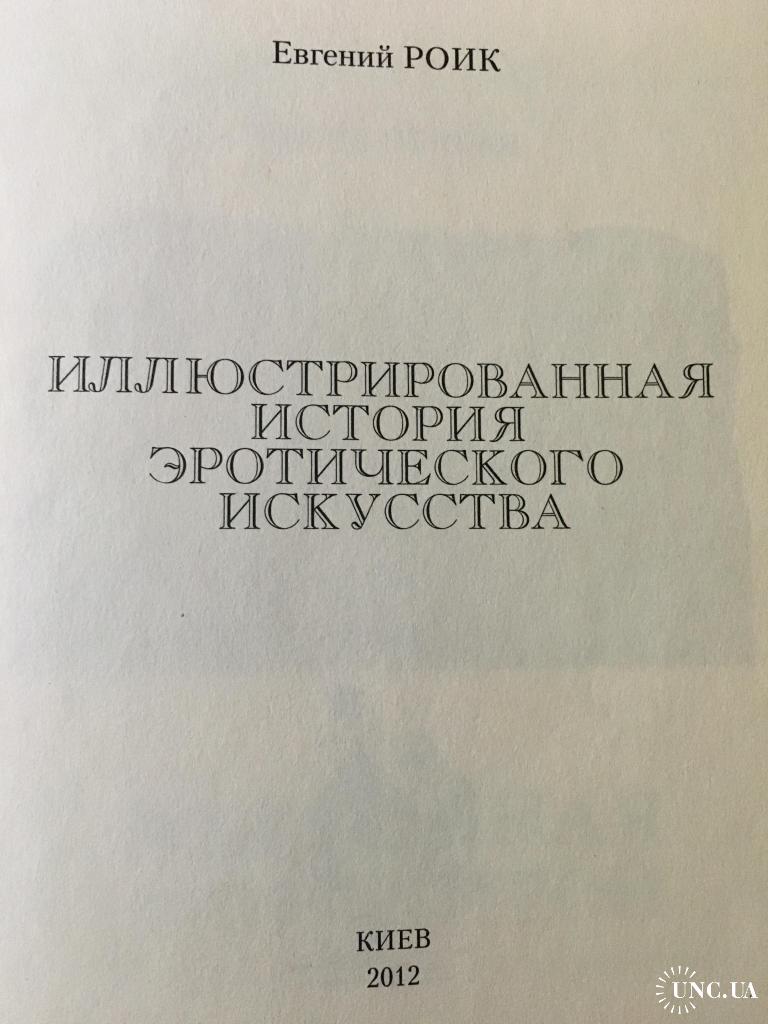 Евгений РОИК
ИЛЛЮСТРИРОВАННАЯ
ИСТОРИЯ
ЭРОТИЧЕСКОГО
ИСКУССТВА
КИЕВ
2012
UNC.UA